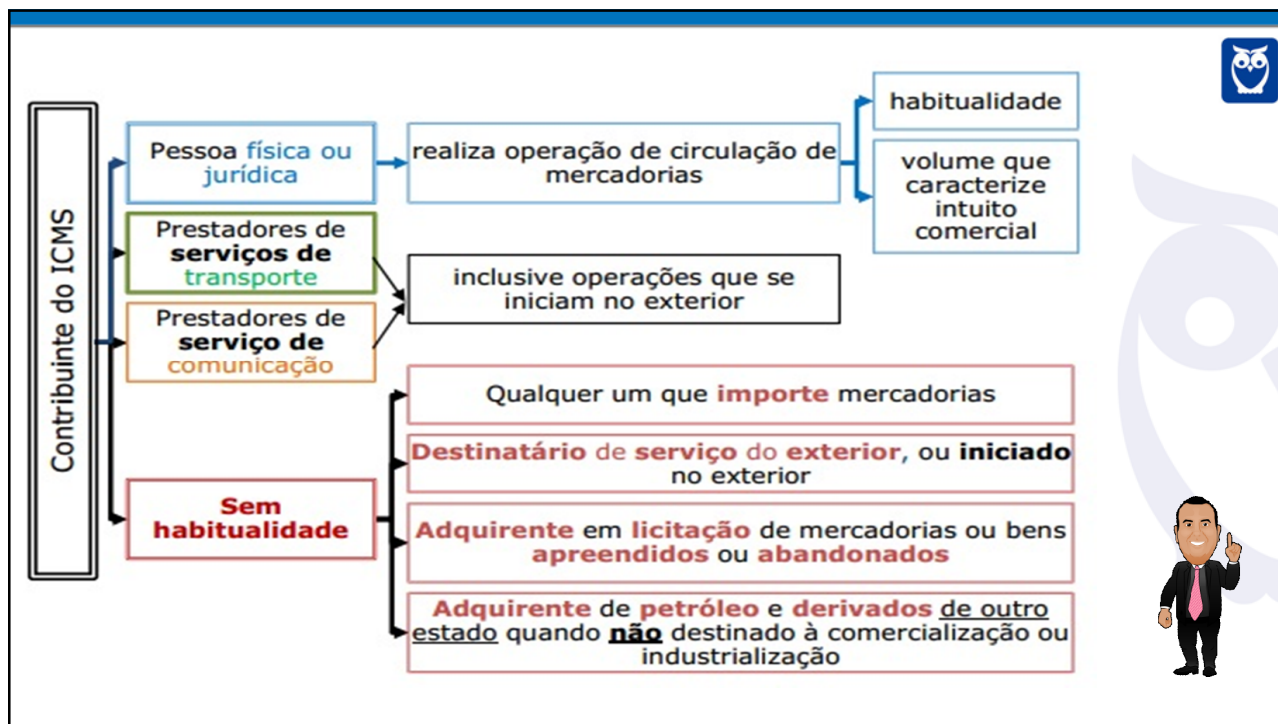 Contribuinte do ICMS
Pessoa física ou
jurídica
realiza operação de circulação de
mercadorias
habitualidade
volume que
caracterize
intuito
comercial
Prestadores de
serviços de
transporte
Prestadores de
serviço de
comunicação
inclusive operações que se
iniciam no exterior
Sem
habitualidade
Qualquer um que importe mercadorias
Destinatário de serviço do exterior, ou iniciado
no exterior
Adquirente em licitação de mercadorias ou bens
apreendidos ou abandonados
Adquirente de petróleo e derivados de outro
estado quando não destinado à comercialização ou
industrialização